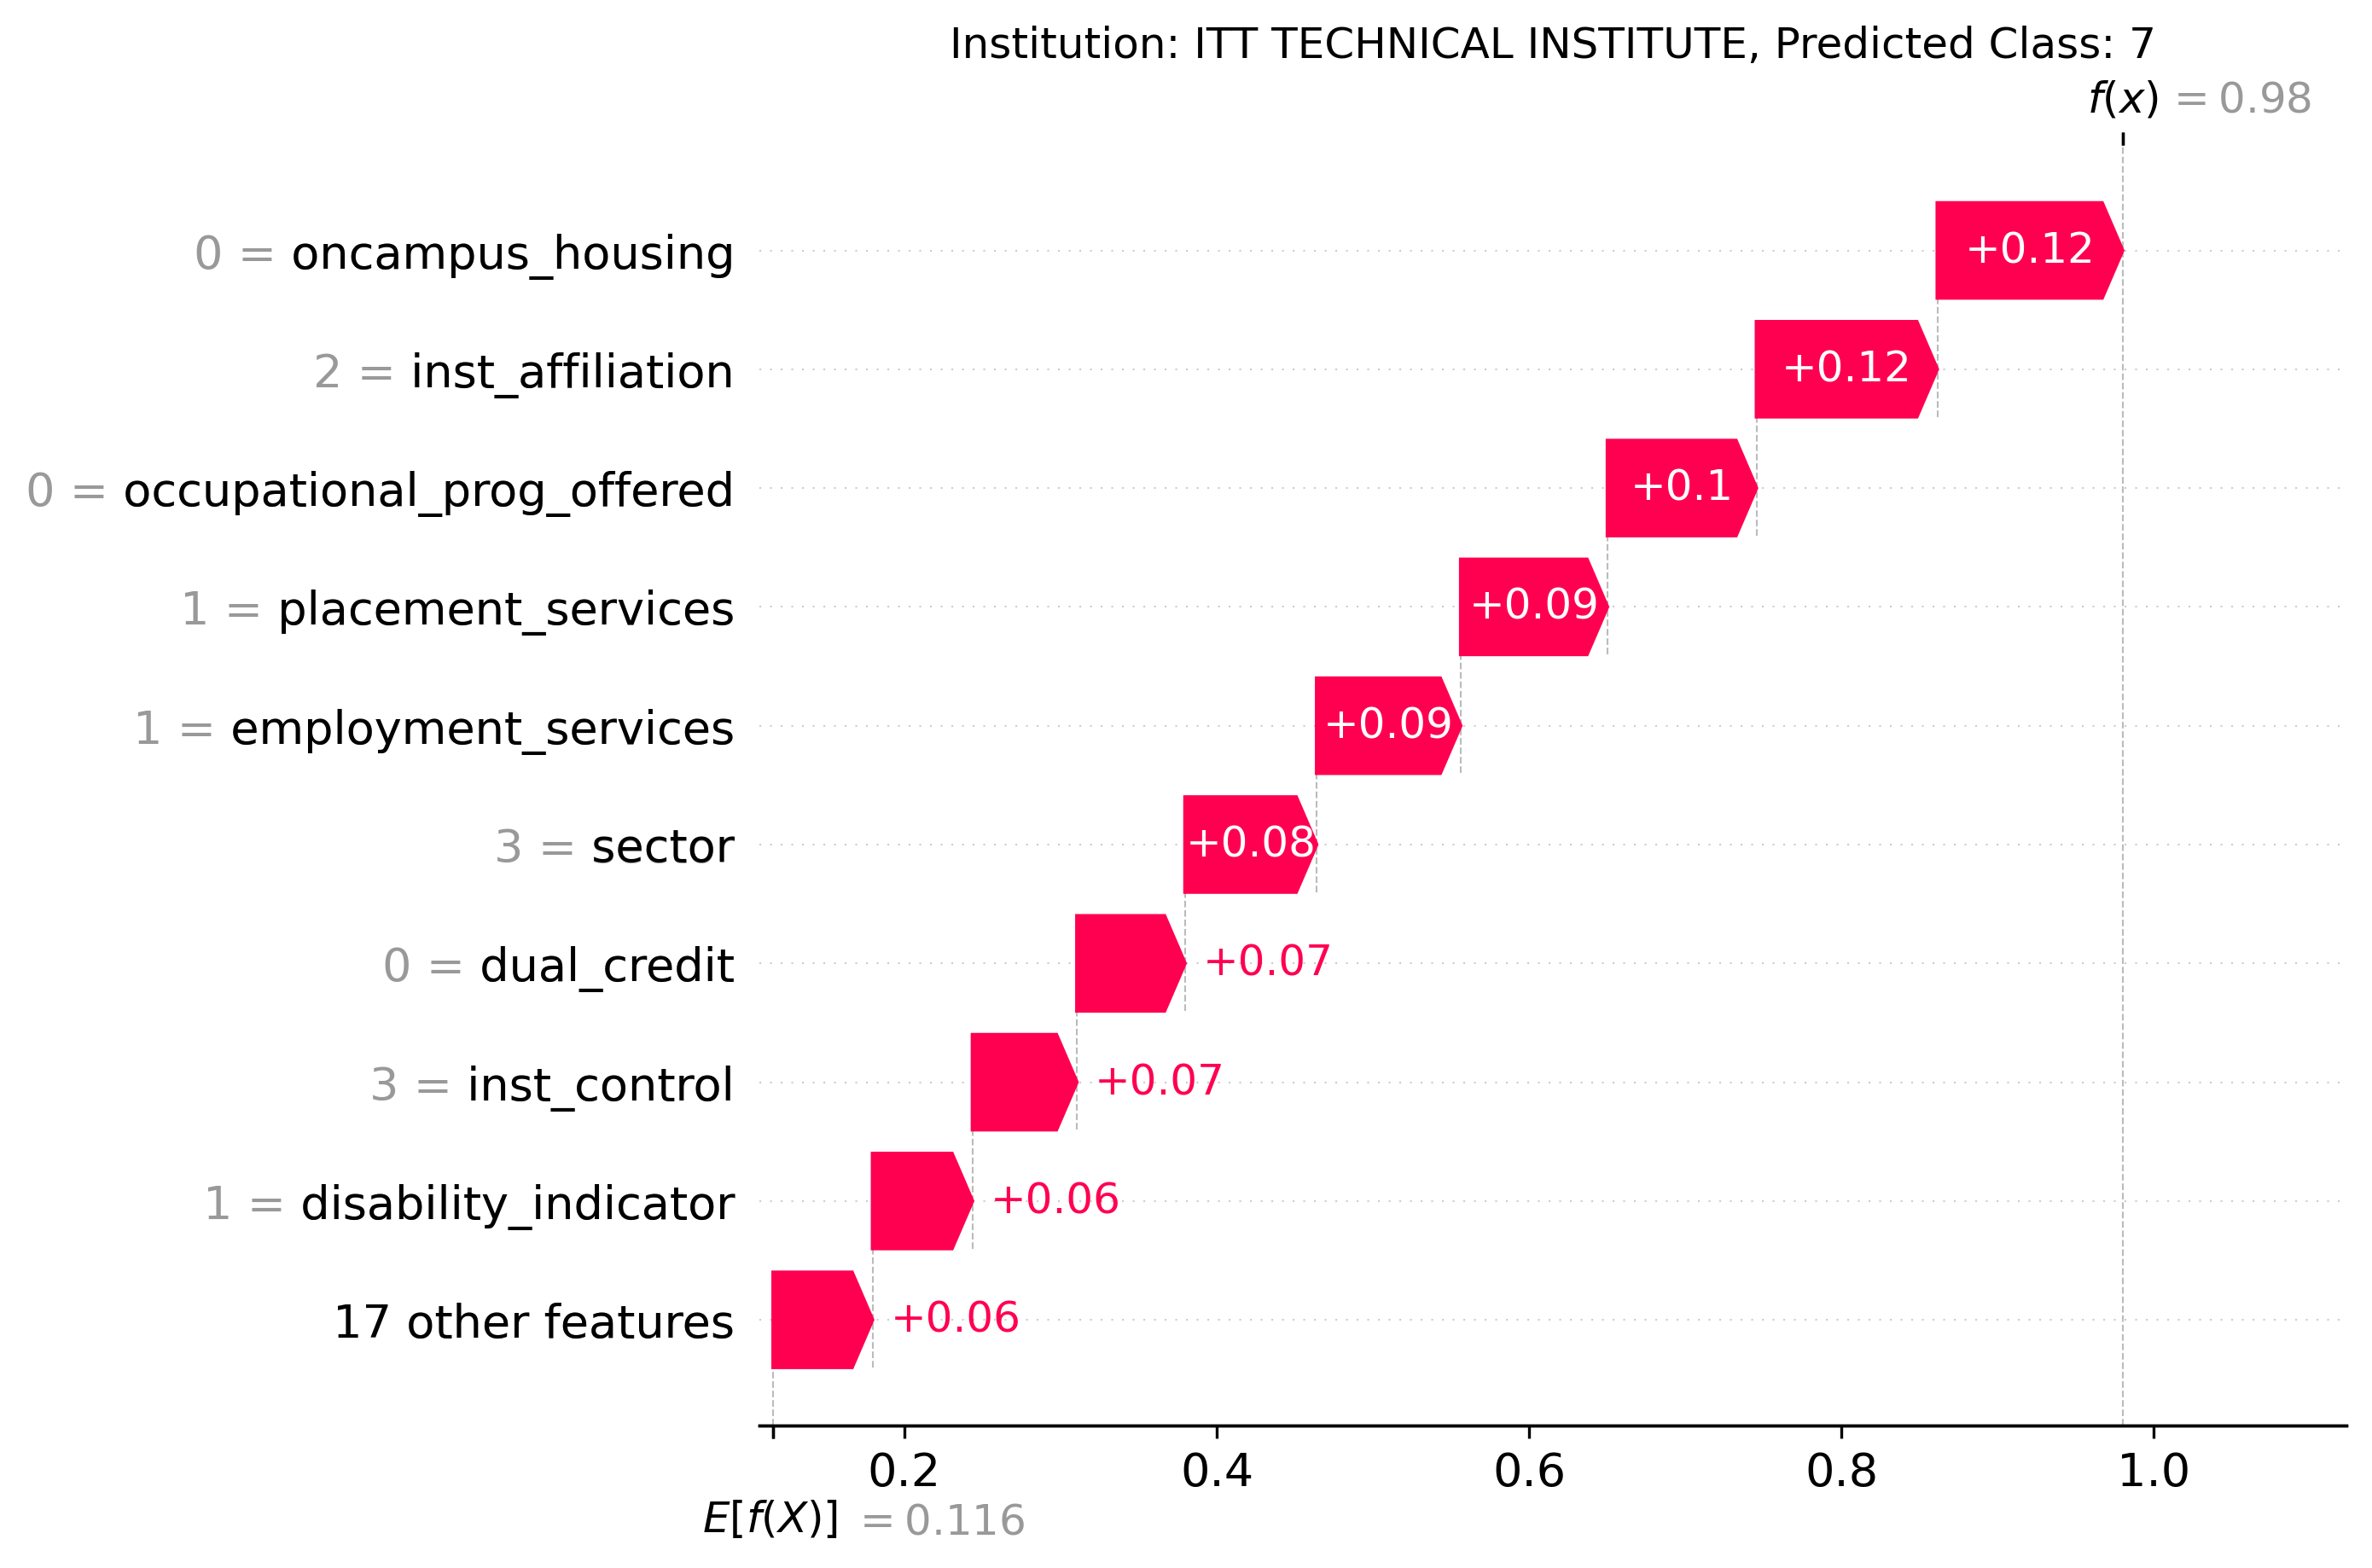 Institution: ITT TECHNICAL INSTITUTE, Predicted Class: 7
f(x) = 0.98
0 = oncampus_housing +0.12
2 = inst_affiliation +0.12
0 = occupational_prog_offered +0.1
1 = placement_services +0.09
1 = employment_services +0.09
3 = sector +0.08
0 = dual_credit +0.07
3 = inst_control +0.07
1 = disability_indicator +0.06
17 other features +0.06
0.2 0.4 0.6 0.8 1.0
E[f(X)] = 0.116